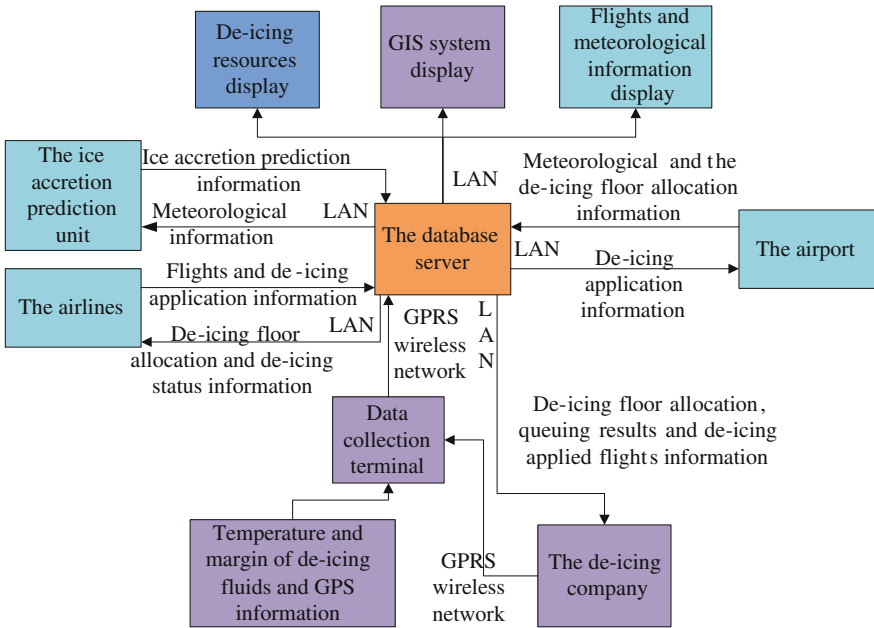 De-icing
resources
display
GIS system
display
Flights and
meteorological
information
display
The ice
accretion
prediction
unit
Ice accretion prediction
information
Meteorological
information
LAN
LAN
Meteorological and the
de-icing floor allocation
information
The database
server
LAN
The airport
De-icing
application
information
The airlines
Flights and de-icing
application information
LAN
De-icing floor
allocation and de-icing
status information
GPRS
wireless
network
L
A
N
Data
collection
terminal
De-icing floor allocation,
queuing results and de-icing
applied flights information
Temperature and
margin of de-icing
fluids and GPS
information
GPRS
wireless
network
The de-icing
company